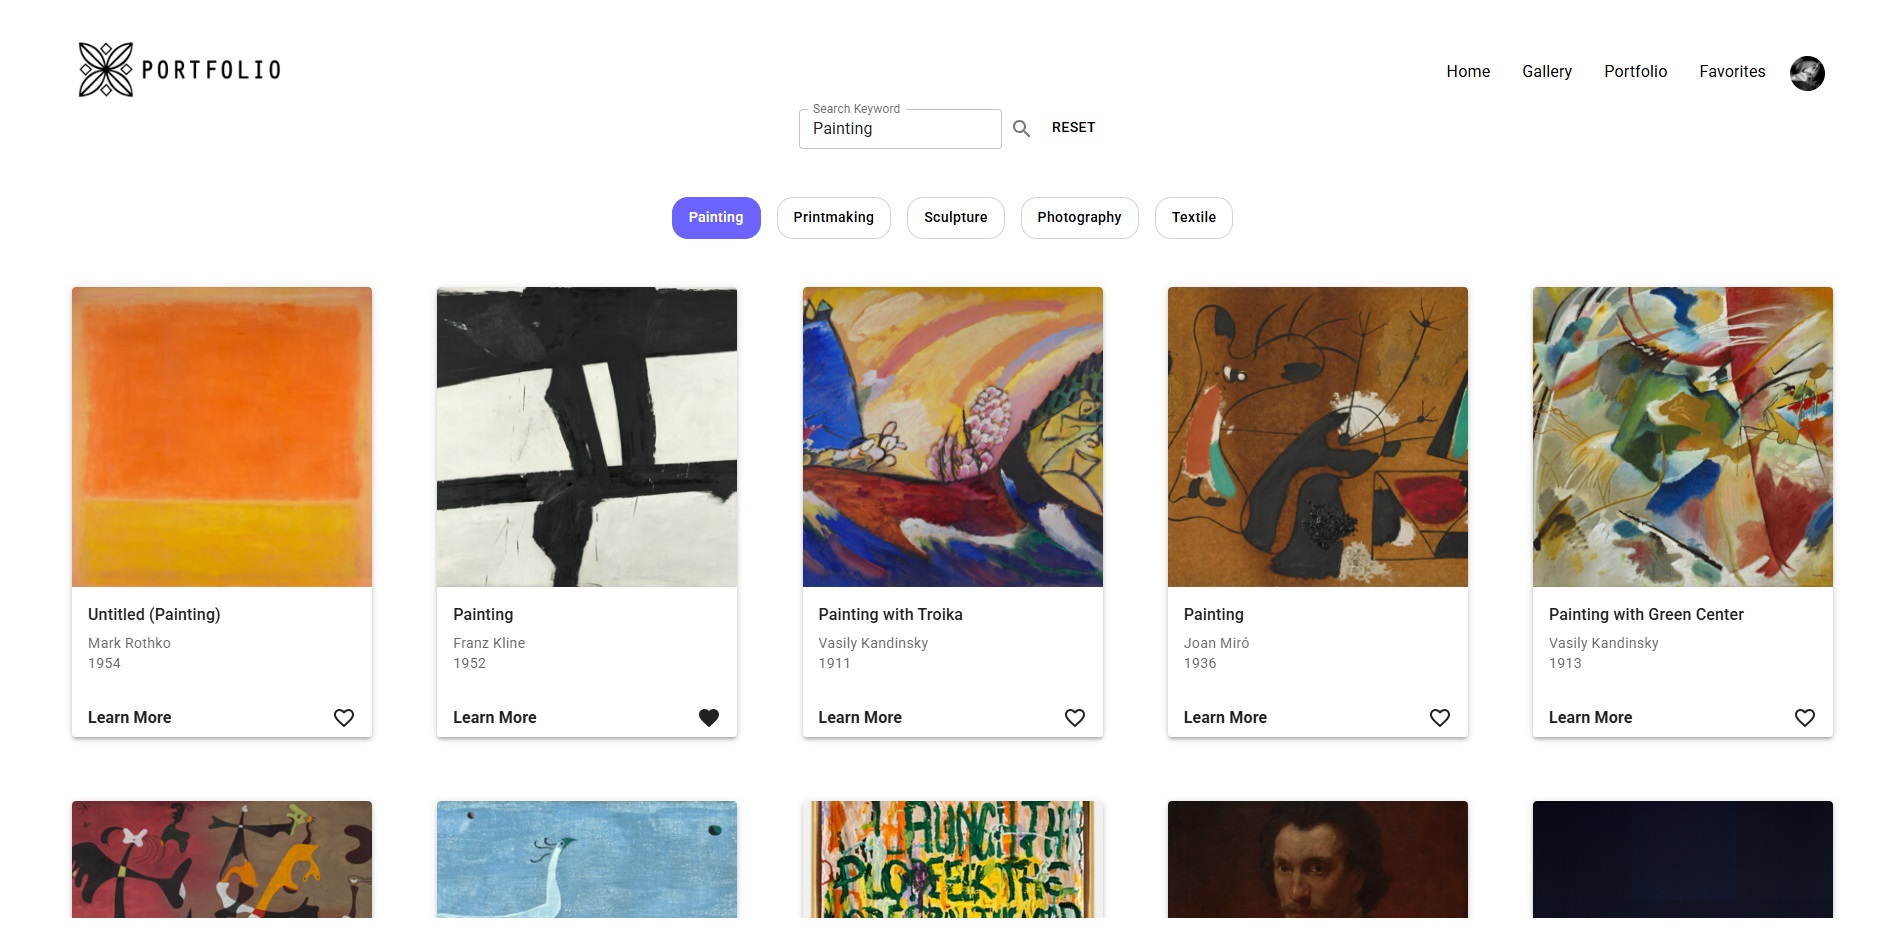 PORTFOLIO
Home Gallery Portfolio Favorites
Search Keyword
Painting
RESET
Painting Printmaking Sculpture Photography Textile
Untitled (Painting)
Mark Rothko
1954
Learn More
Painting
Franz Kline
1952
Learn More
Painting with Troika
Vasily Kandinsky
1911
Learn More
Painting
Joan Miró
1936
Learn More
Painting with Green Center
Vasily Kandinsky
1913
Learn More